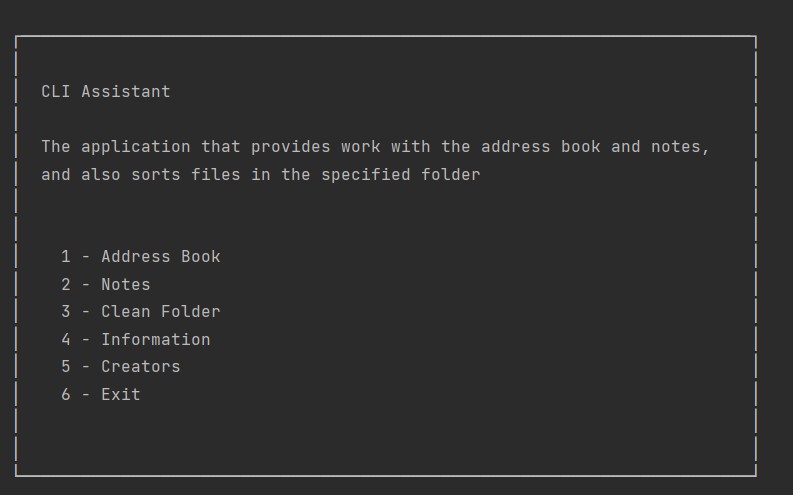 CLI Assistant
The application that provides work with the address book and notes,
and also sorts files in the specified folder
1 - Address Book
2 - Notes
3 - Clean Folder
4 - Information
5 - Creators
6 - Exit